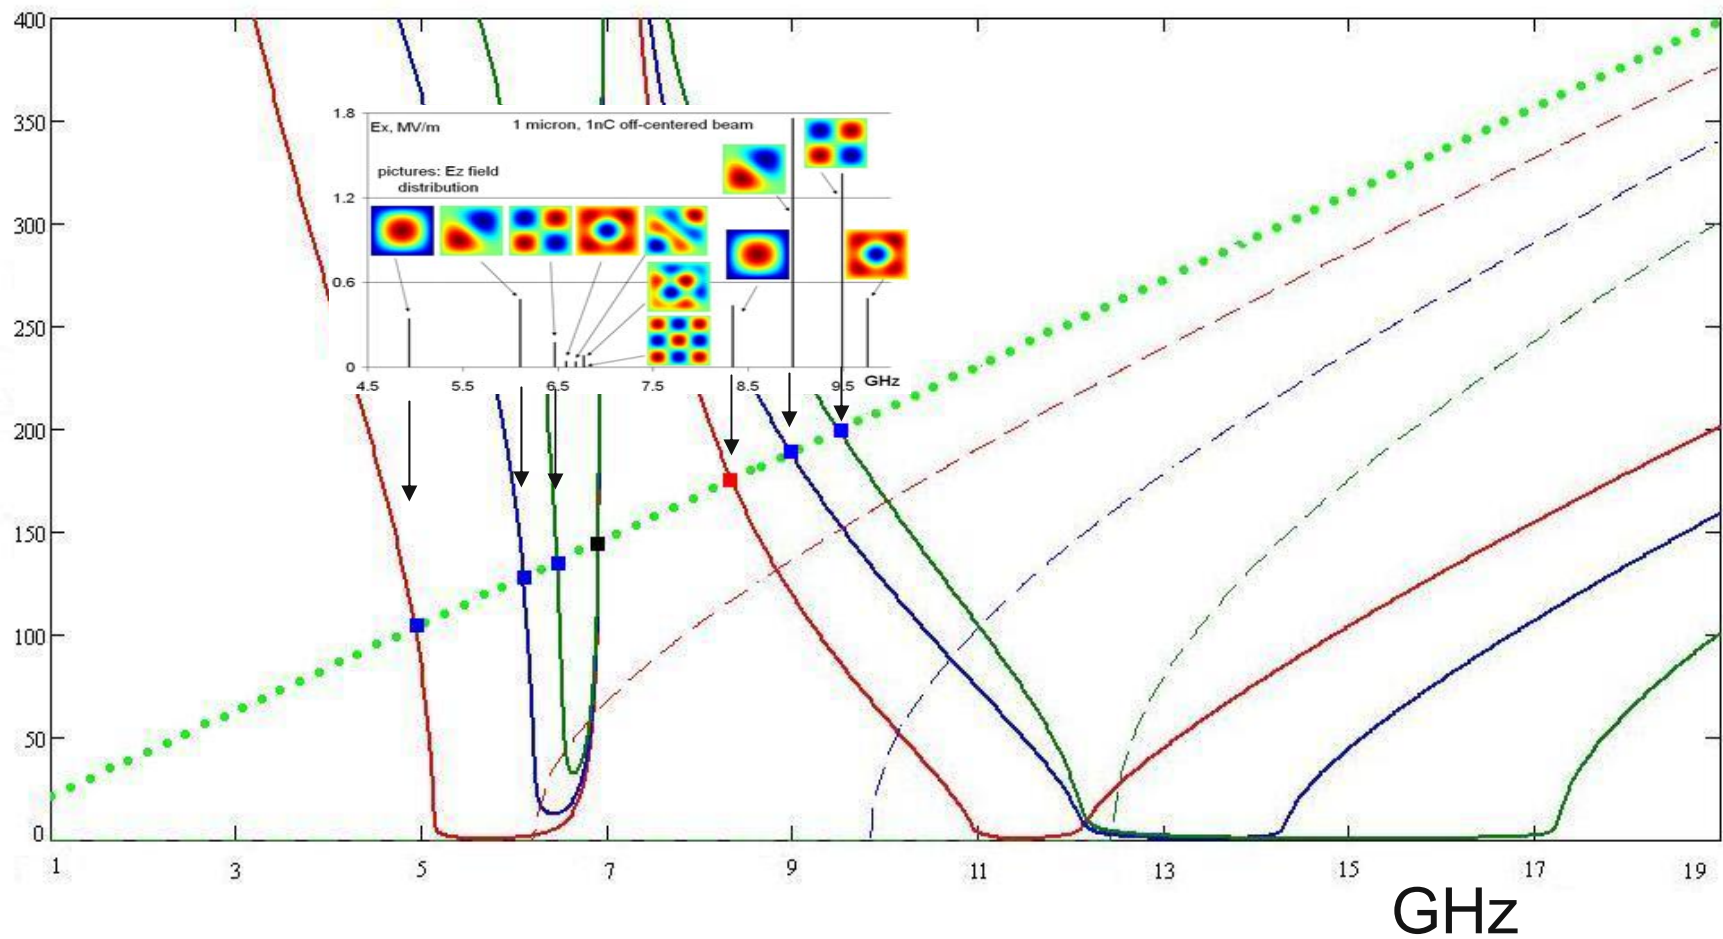 400
350
300
250
200
150
100
50
0
1.8
Ex, MV/m
1 micron, 1nC off-centered beam
pictures: Ez field
distribution
1.2
0.6
0
4.5 5.5 6.5 7.5 8.5 9.5 GHz
1 3 5 7 9 11 13 15 17 19
GHz